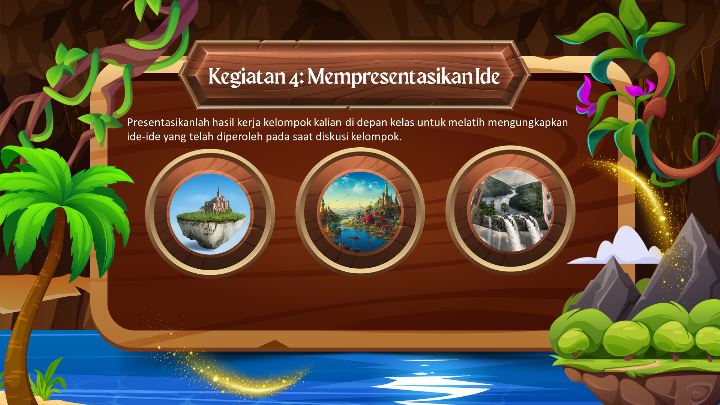 Kegiatan 4: Mempresentasikan Ide
Presentasikanlah hasil kerja kelompok kalian di depan kelas untuk melatih mengungkapkan
ide-ide yang telah diperoleh pada saat diskusi kelompok.